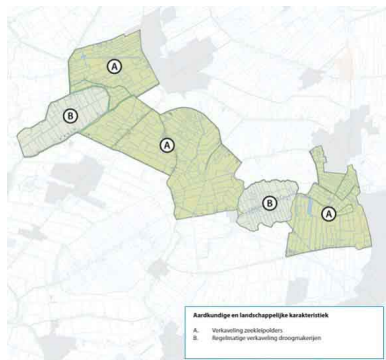 A
B
A
B
A
Aardkundige en landschappelijke karakteristiek
A. Verkaveling zeekleipolders
B. Regelmatige verkaveling droogmakerijen